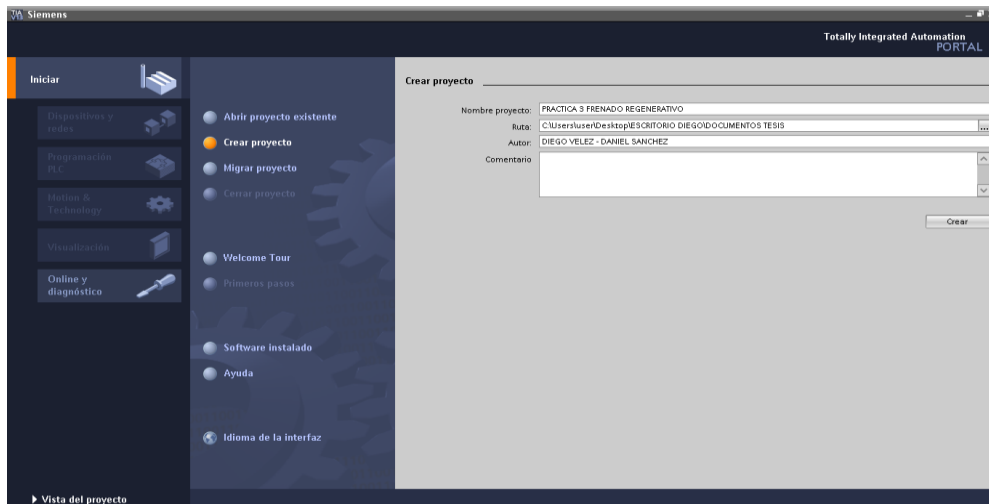 Siemens
Totally Integrated Automation
PORTAL
Iniciar
Dispositivos y
redes
Programación
PLC
Motion &
Technology
Visualización
Online y
diagnóstico
Abrir proyecto existente
Crear proyecto
Migrar proyecto
Cerrar proyecto
Welcome Tour
Primeros pasos
Software instalado
Ayuda
Idioma de la interfaz
Crear proyecto
Nombre proyecto: PRACTICA 3 FRENADO REGENERATIVO
Ruta: C:\Users\user\Desktop\ESCRITORIO DIEGO\DOCUMENTOS TESIS ...
Autor: DIEGO VELEZ - DANIEL SANCHEZ
Comentario
Crear
Vista del proyecto